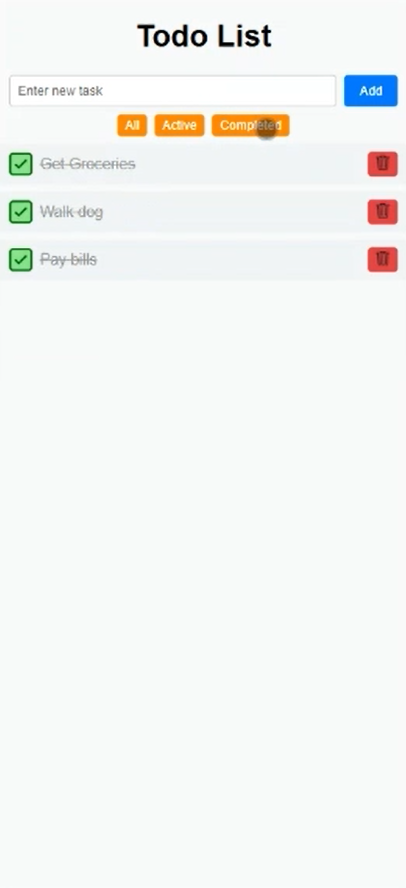 Todo List
Enter new task
Add
All Active Completed
Get Groceries
Walk dog
Pay bills